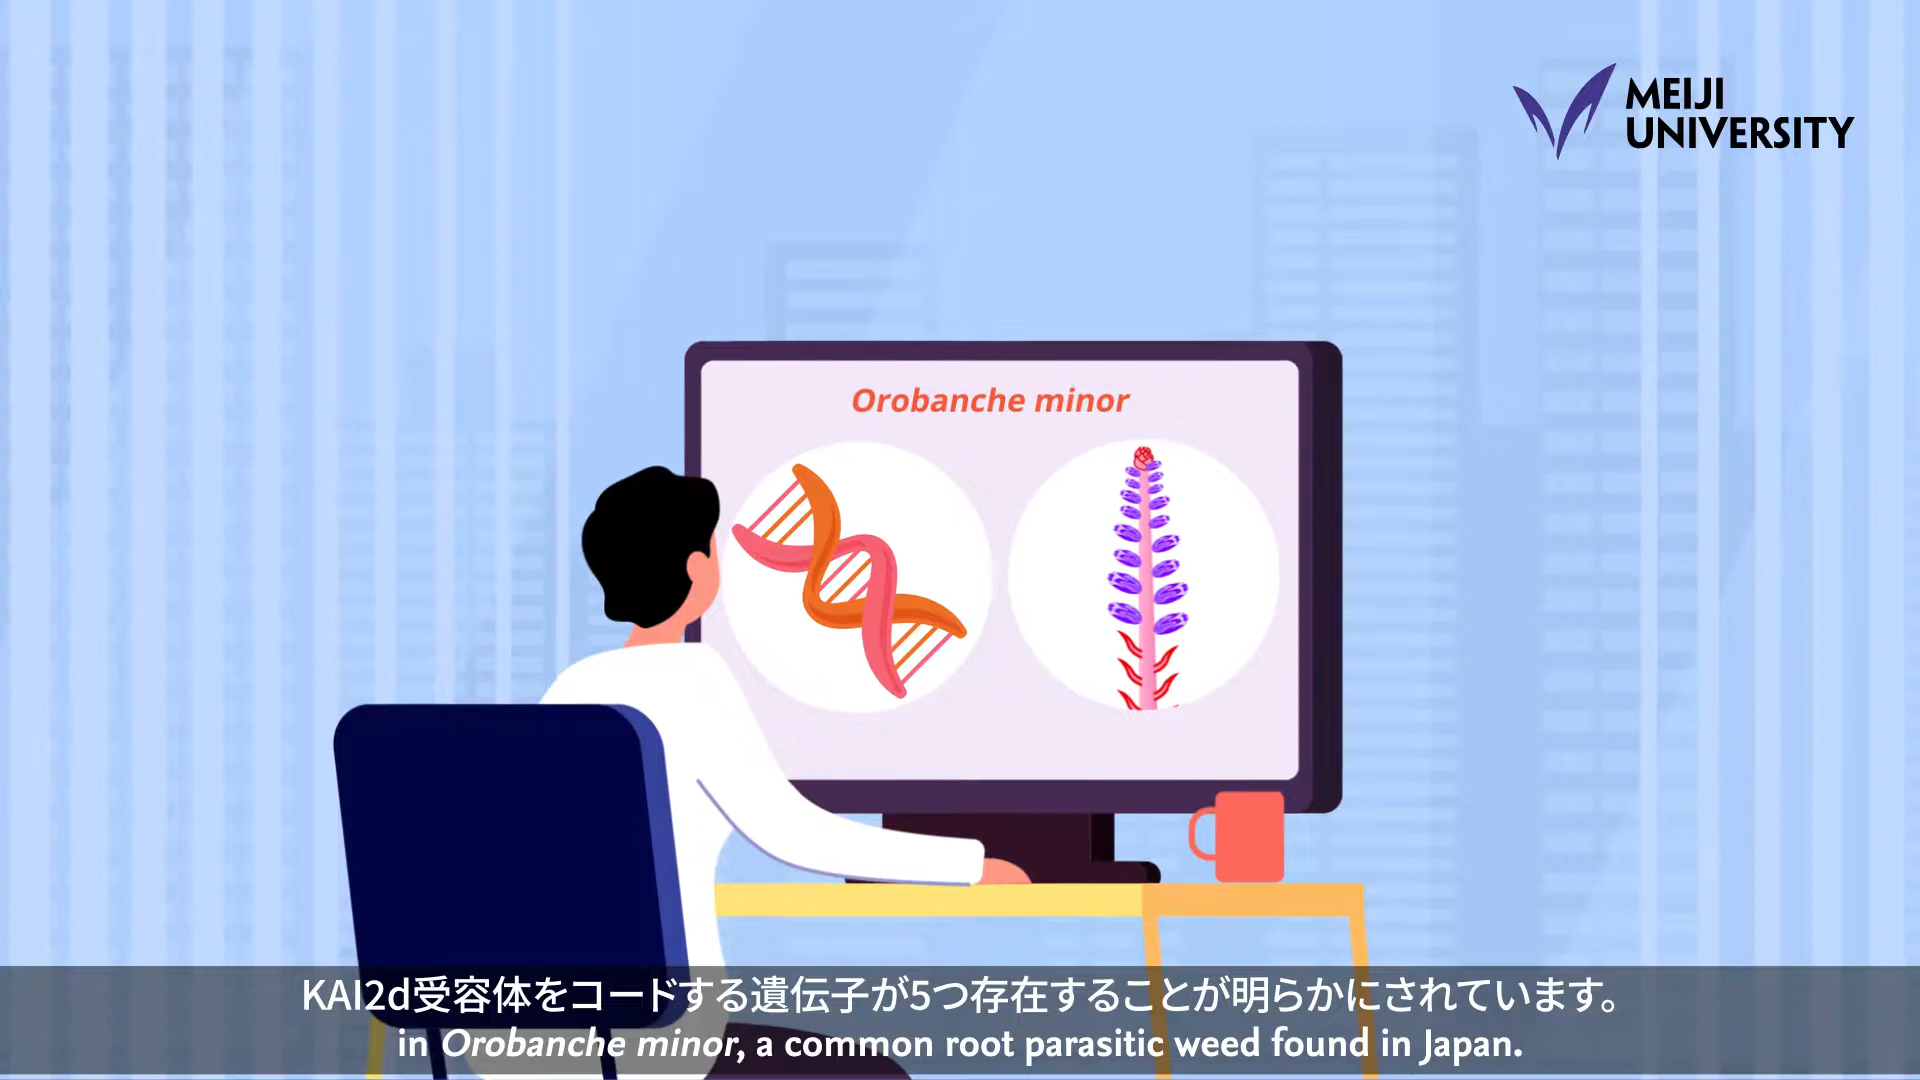 MEIJI
UNIVERSITY
Orobanche minor
KAI2d受容体をコードする遺伝子が5つ存在することが明らかにされています。
in Orobanche minor, a common root parasitic weed found in Japan.